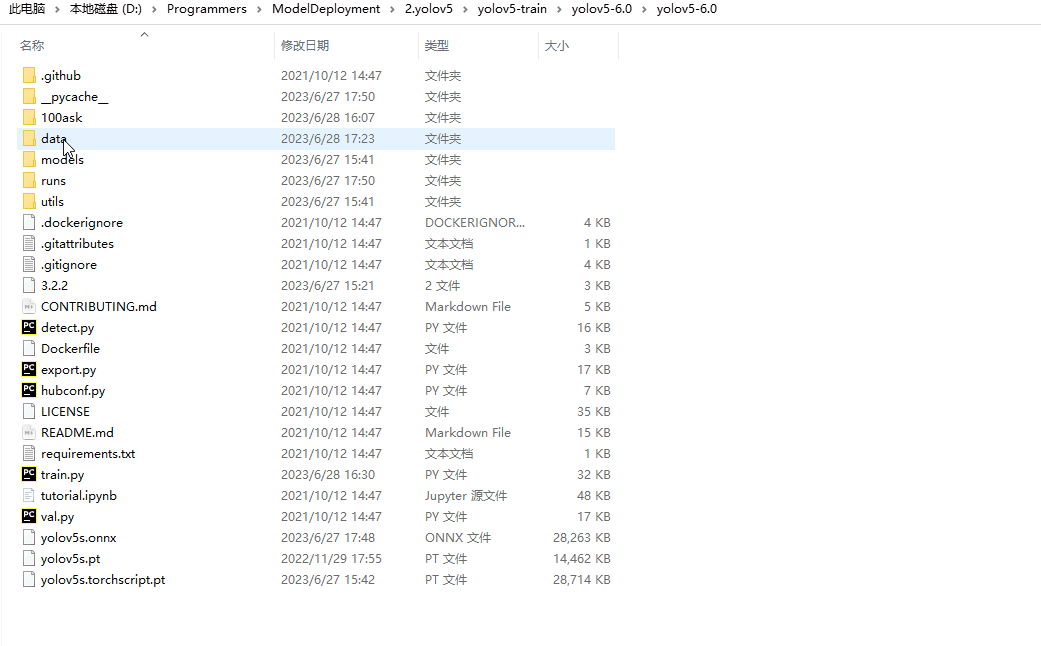 此电脑 › 本地磁盘 (D:) › Programmers › ModelDeployment › 2.yolov5 › yolov5-train › yolov5-6.0 › yolov5-6.0
名称 修改日期 类型 大小
.github 2021/10/12 14:47 文件夹
__pycache__ 2023/6/27 17:50 文件夹
100ask 2023/6/28 16:07 文件夹
data 2023/6/28 17:23 文件夹
models 2023/6/27 15:41 文件夹
runs 2023/6/27 17:50 文件夹
utils 2023/6/27 15:41 文件夹
.dockerignore 2021/10/12 14:47 DOCKERIGNOR... 4 KB
.gitattributes 2021/10/12 14:47 文本文档 1 KB
.gitignore 2021/10/12 14:47 文本文档 4 KB
3.2.2 2023/6/27 15:21 2 文件 3 KB
CONTRIBUTING.md 2021/10/12 14:47 Markdown File 5 KB
detect.py 2021/10/12 14:47 PY 文件 16 KB
Dockerfile 2021/10/12 14:47 文件 3 KB
export.py 2021/10/12 14:47 PY 文件 17 KB
hubconf.py 2021/10/12 14:47 PY 文件 7 KB
LICENSE 2021/10/12 14:47 文件 35 KB
README.md 2021/10/12 14:47 Markdown File 15 KB
requirements.txt 2021/10/12 14:47 文本文档 1 KB
train.py 2023/6/28 16:30 PY 文件 32 KB
tutorial.ipynb 2021/10/12 14:47 Jupyter 源文件 48 KB
val.py 2021/10/12 14:47 PY 文件 17 KB
yolov5s.onnx 2023/6/27 17:48 ONNX 文件 28,263 KB
yolov5s.pt 2022/11/29 17:55 PT 文件 14,462 KB
yolov5s.torchscript.pt 2023/6/27 15:42 PT 文件 28,714 KB